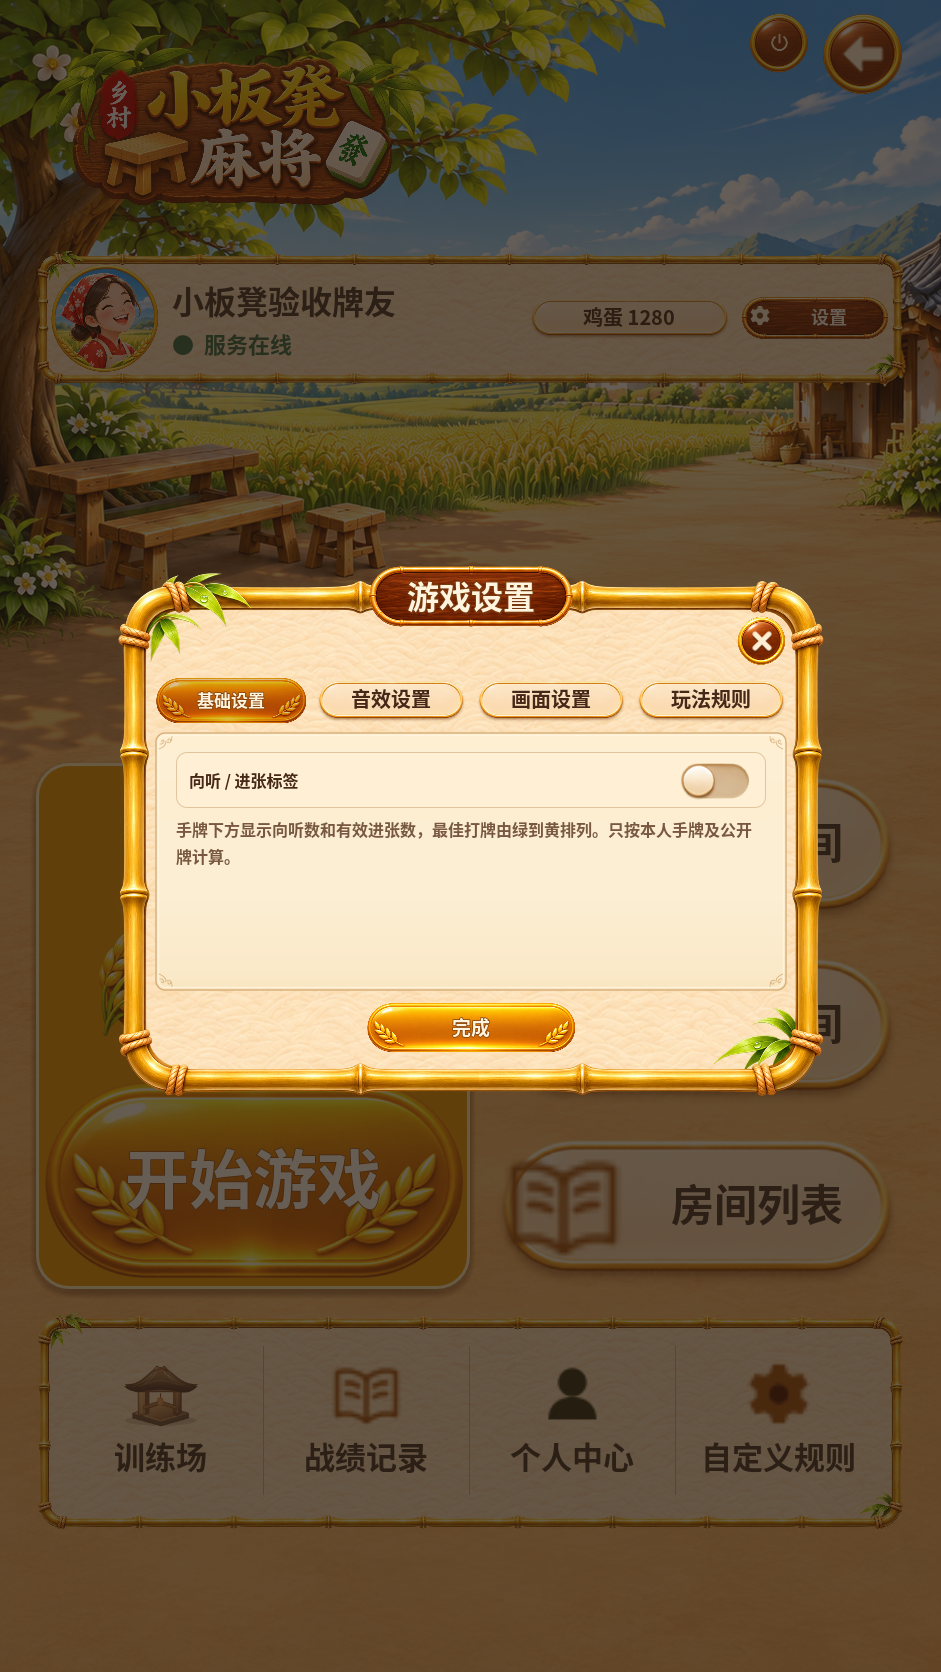 乡村
小板凳
麻将
發
小板凳验收牌友
服务在线
鸡蛋 1280
设置
游戏设置
基础设置
音效设置
画面设置
玩法规则
向听 / 进张标签
手牌下方显示向听数和有效进张数，最佳打牌由绿到黄排列。只按本人手牌及公开
牌计算。
完成
间
间
开始游戏
房间列表
训练场
战绩记录
个人中心
自定义规则